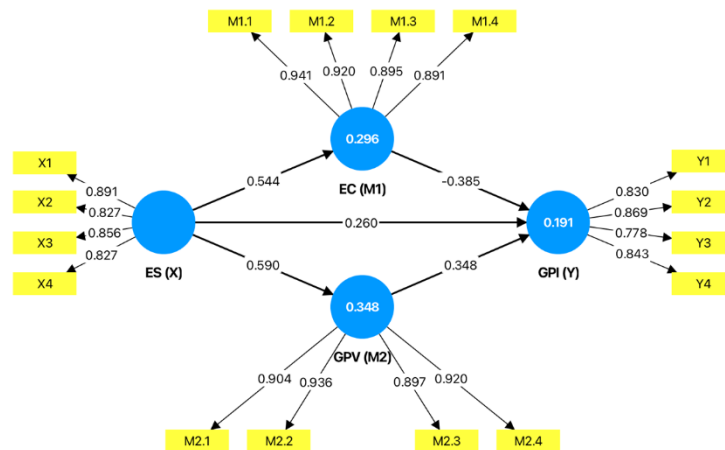 M1.1 M1.2 M1.3 M1.4
0.941 0.920 0.895 0.891
0.296
EC (M1)
X1
X2
X3
X4
0.891
0.827
0.856
0.827
ES (X)
0.544
-0.385
0.260
0.590
0.348
0.191
GPI (Y)
0.830
0.869
0.778
0.843
Y1
Y2
Y3
Y4
0.348
GPV (M2)
0.904 0.936 0.897 0.920
M2.1 M2.2 M2.3 M2.4